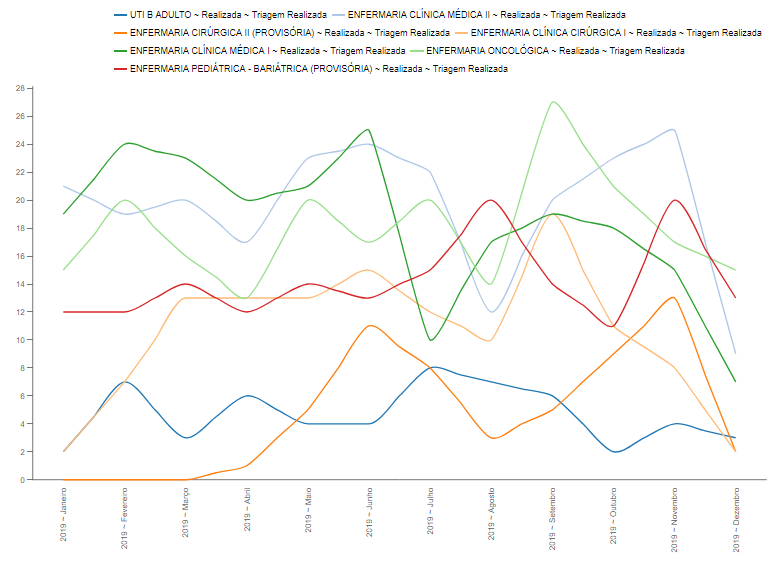 UTI B ADULTO ~ Realizada ~ Triagem Realizada ENFERMARIA CLÍNICA MÉDICA II ~ Realizada ~ Triagem Realizada
ENFERMARIA CIRÚRGICA II (PROVISÓRIA) ~ Realizada ~ Triagem Realizada ENFERMARIA CLÍNICA CIRÚRGICA I ~ Realizada ~ Triagem Realizada
ENFERMARIA CLÍNICA MÉDICA I ~ Realizada ~ Triagem Realizada ENFERMARIA ONCOLÓGICA ~ Realizada ~ Triagem Realizada
ENFERMARIA PEDIÁTRICA - BARIÁTRICA (PROVISÓRIA) ~ Realizada ~ Triagem Realizada
28
26
24
22
20
18
16
14
12
10
8
6
4
2
0
2019 ~ Janeiro
2019 ~ Fevereiro
2019 ~ Março
2019 ~ Abril
2019 ~ Maio
2019 ~ Junho
2019 ~ Julho
2019 ~ Agosto
2019 ~ Setembro
2019 ~ Outubro
2019 ~ Novembro
2019 ~ Dezembro